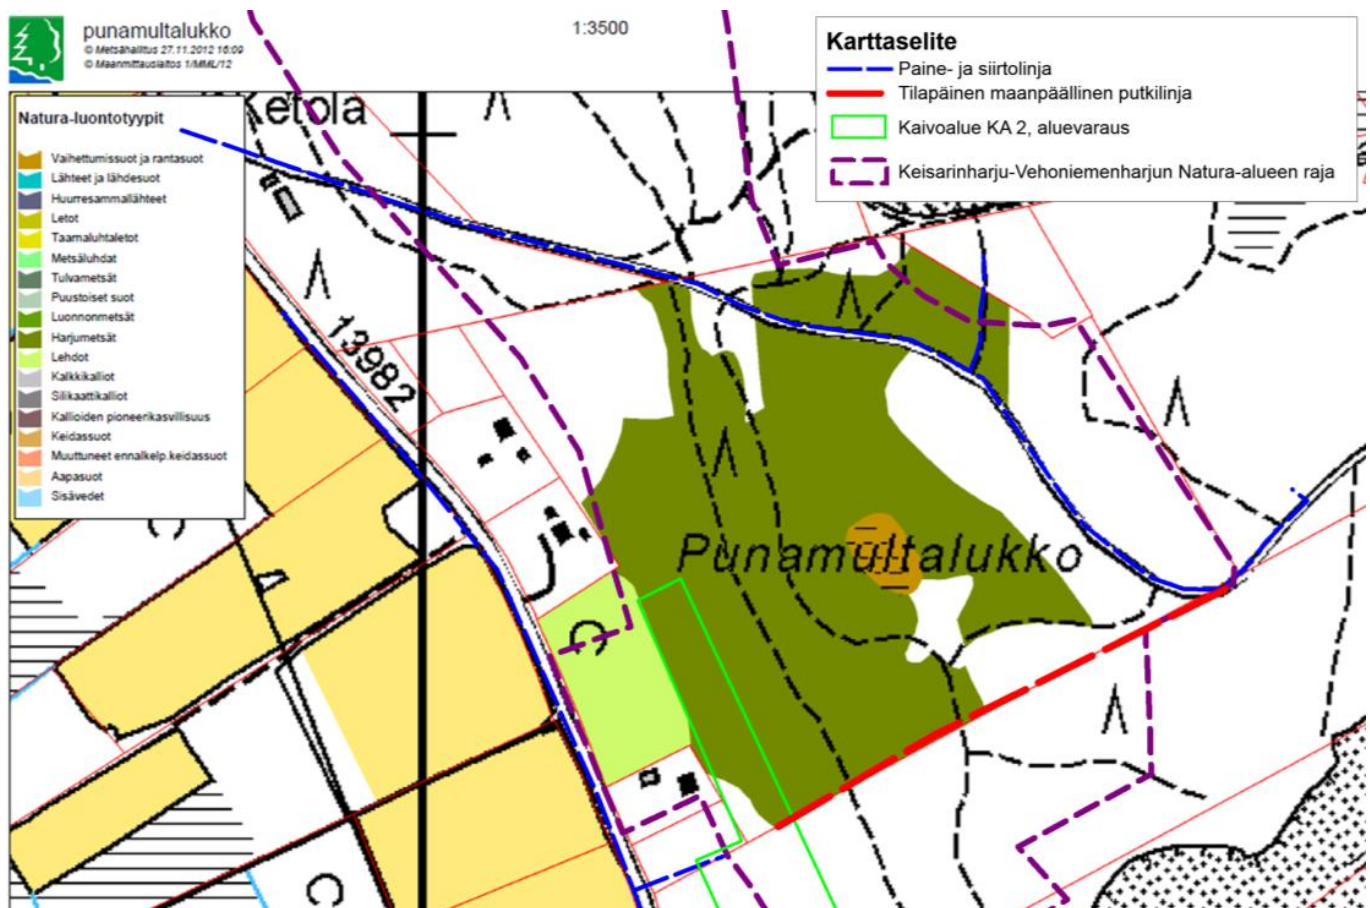 punamultalukko
© Metsähallitus 27.11.2012 16:09
© Maanmittauslaitos 1/MML/12
1:3500
Karttaselite
Paine- ja siirtolinja
Tilapäinen maanpäällinen putkilinja
Kaivoalue KA 2, aluevaraus
Keisarinharju-Vehoniemenharjun Natura-alueen raja
Natura-luontotyypit
Vaihettumissuot ja rantasuot
Lähteet ja lähdesuot
Huurresammallähteet
Letot
Taamaluhtaletot
Metsäluhdat
Tulvametsät
Puustoiset suot
Luonnonmetsät
Harjumetsät
Lehdot
Kalkkikalliot
Silikaattikalliot
Kallioiden pioneerikasvillisuus
Keidassuot
Muuttuneet ennalkelp.keidassuot
Aapasuot
Sisävedet
Ketola
13982
Punamultalukko